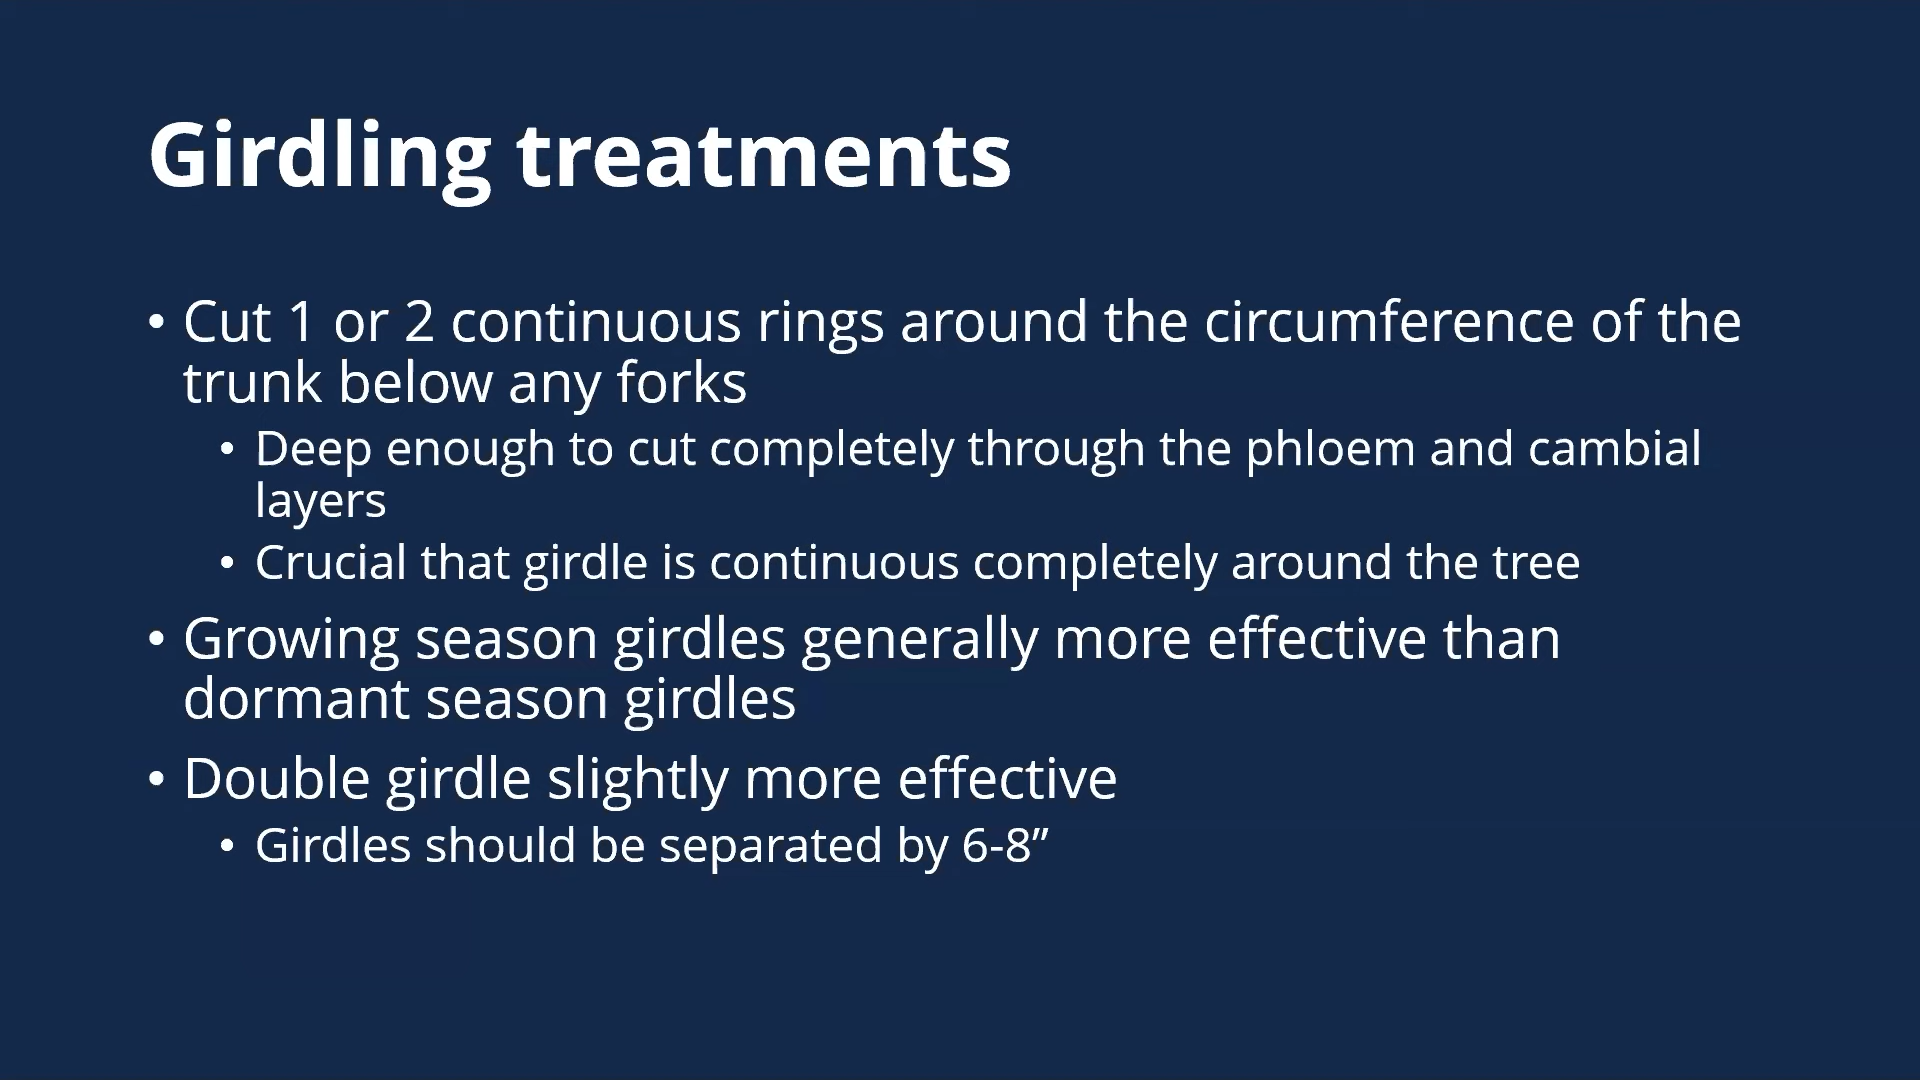 Girdling treatments
• Cut 1 or 2 continuous rings around the circumference of the
trunk below any forks
• Deep enough to cut completely through the phloem and cambial
layers
• Crucial that girdle is continuous completely around the tree
• Growing season girdles generally more effective than
dormant season girdles
• Double girdle slightly more effective
• Girdles should be separated by 6-8”